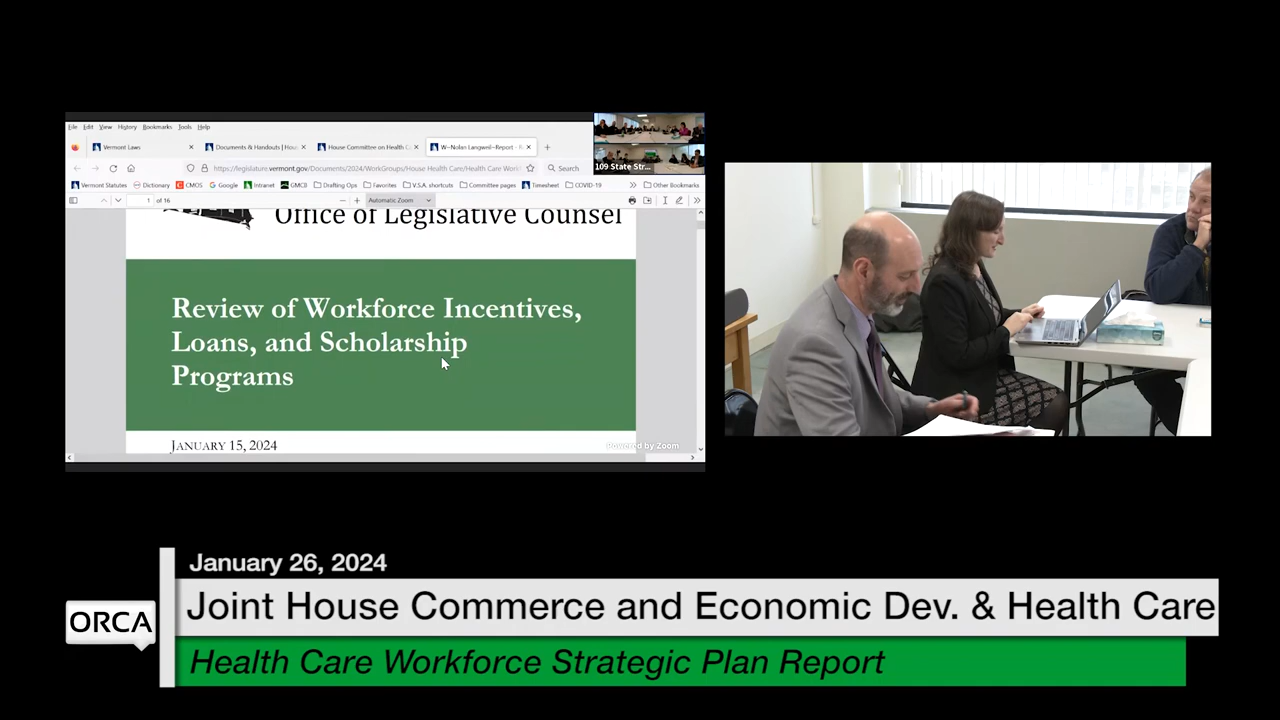 File Edit View History Bookmarks Tools Help
Vermont Laws
Documents & Handouts | Hous
House Committee on Health Ca
W~Nolan Langweil~Report - R
https://legislature.vermont.gov/Documents/2024/WorkGroups/House Health Care/Health Care Work
Search
109 State Str...
Vermont Statutes Dictionary CMOS Google Intranet GMCB Drafting Ops Favorites V.S.A. shortcuts Committee pages Timesheet COVID-19 Other Bookmarks
1 of 16
Automatic Zoom
Office of Legislative Counsel
Review of Workforce Incentives,
Loans, and Scholarship
Programs
JANUARY 15, 2024
Powered by Zoom
January 26, 2024
ORCA
Joint House Commerce and Economic Dev. & Health Care
Health Care Workforce Strategic Plan Report